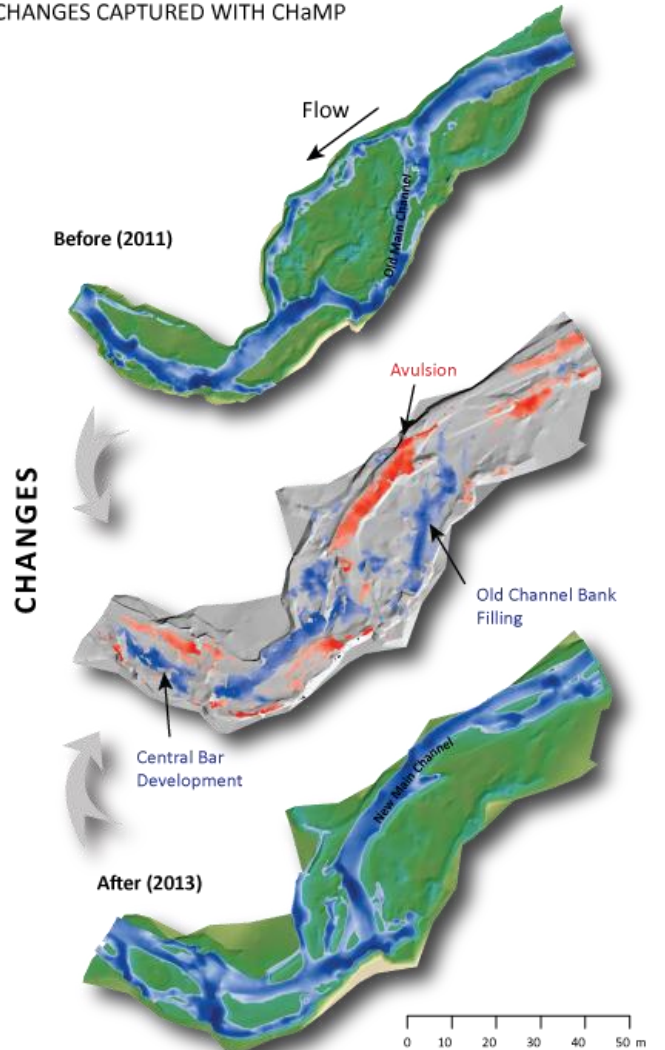 CHANGES CAPTURED WITH CHaMP
Flow
Old Main Channel
Before (2011)
Avulsion
CHANGES
Old Channel Bank
Filling
Central Bar
Development
New Main Channel
After (2013)
0 10 20 30 40 50 m